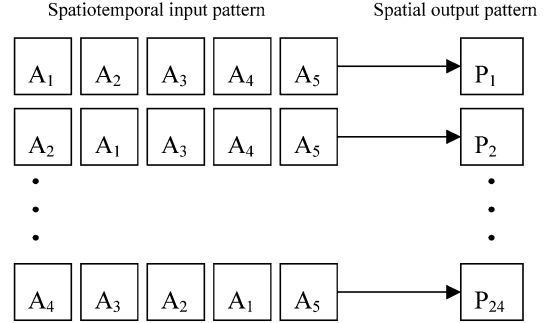 Spatiotemporal input pattern Spatial output pattern
A₁ A₂ A₃ A₄ A₅ P₁
A₂ A₁ A₃ A₄ A₅ P₂
A₄ A₃ A₂ A₁ A₅ P₂₄